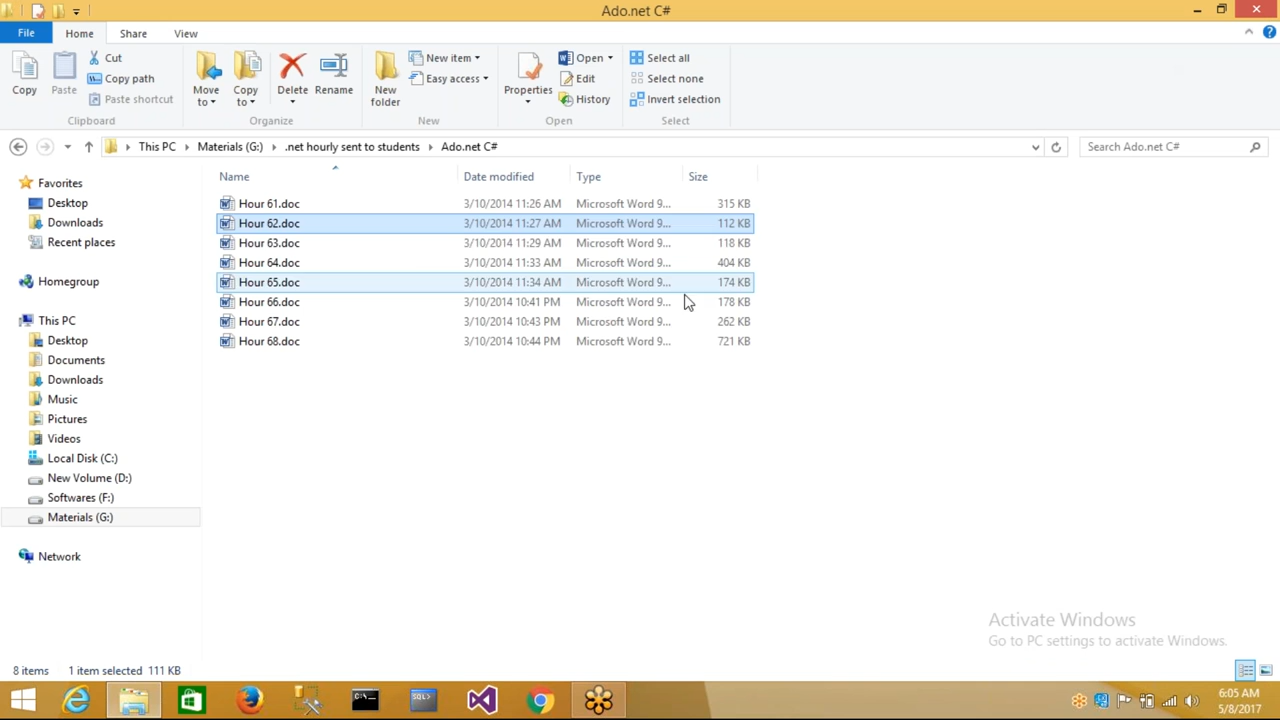 Ado.net C#
File Home Share View
Copy
Paste
Cut
Copy path
Paste shortcut
Clipboard
Move to
Copy to
Delete
Rename
Organize
New folder
New item
Easy access
New
Properties
Open
Edit
History
Open
Select all
Select none
Invert selection
Select
This PC Materials (G:) .net hourly sent to students Ado.net C#
Search Ado.net C#
Favorites
Desktop
Downloads
Recent places
Homegroup
This PC
Desktop
Documents
Downloads
Music
Pictures
Videos
Local Disk (C:)
New Volume (D:)
Softwares (F:)
Materials (G:)
Network
Name Date modified Type Size
Hour 61.doc 3/10/2014 11:26 AM Microsoft Word 9... 315 KB
Hour 62.doc 3/10/2014 11:27 AM Microsoft Word 9... 112 KB
Hour 63.doc 3/10/2014 11:29 AM Microsoft Word 9... 118 KB
Hour 64.doc 3/10/2014 11:33 AM Microsoft Word 9... 404 KB
Hour 65.doc 3/10/2014 11:34 AM Microsoft Word 9... 174 KB
Hour 66.doc 3/10/2014 10:41 PM Microsoft Word 9... 178 KB
Hour 67.doc 3/10/2014 10:43 PM Microsoft Word 9... 262 KB
Hour 68.doc 3/10/2014 10:44 PM Microsoft Word 9... 721 KB
Activate Windows
Go to PC settings to activate Windows.
8 items 1 item selected 111 KB
6:05 AM
5/8/2017